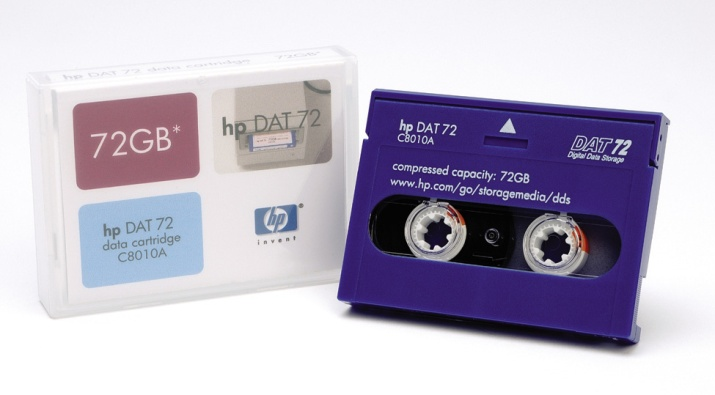 hp DAT 72 data cartridge 72GB*
72GB*
hp DAT 72
hp DAT 72
data cartridge
C8010A
hp
invent
hp DAT 72
C8010A
DAT 72
Digital Data Storage
compressed capacity: 72GB
www.hp.com/go/storagemedia/dds